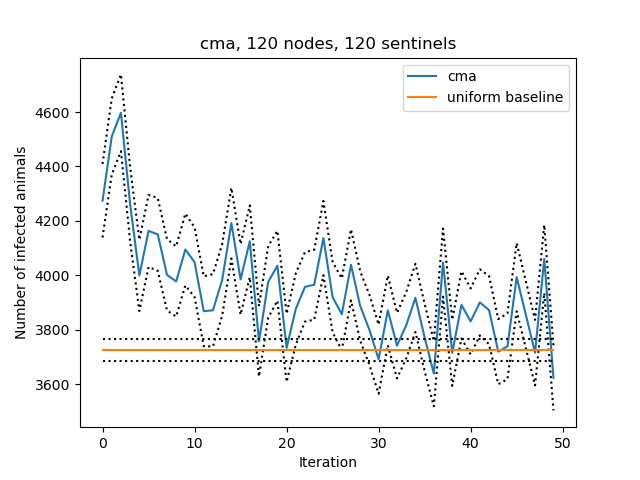 cma, 120 nodes, 120 sentinels
cma
uniform baseline
4600
4400
4200
4000
3800
3600
Number of infected animals
0 10 20 30 40 50
Iteration